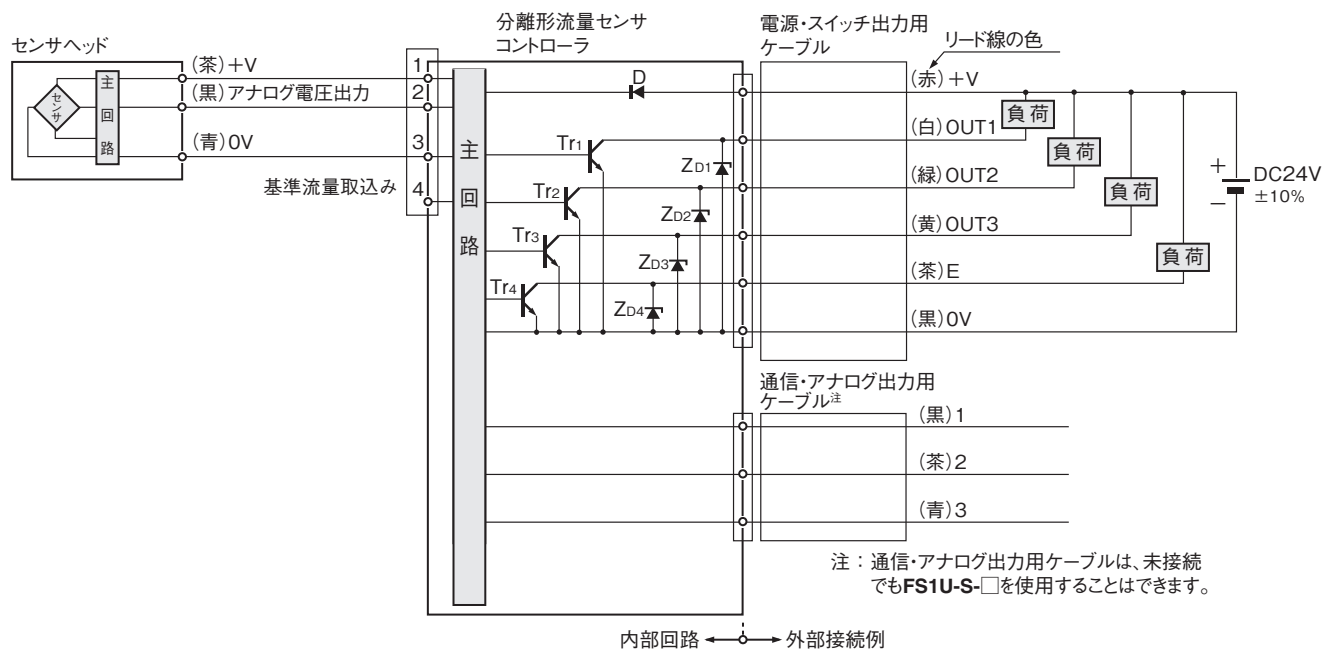 センサヘッド
センサ
主回路
(茶)+V
(黒)アナログ電圧出力
(青)0V
基準流量取込み
1
2
3
4
分離形流量センサ
コントローラ
主回路
D
Tr1
Tr2
Tr3
Tr4
ZD1
ZD2
ZD3
ZD4
電源・スイッチ出力用
ケーブル
リード線の色
(赤)+V
(白)OUT1
(緑)OUT2
(黄)OUT3
(茶)E
(黒)0V
負荷
負荷
負荷
負荷
+
−
DC24V
±10%
通信・アナログ出力用
ケーブル注
(黒)1
(茶)2
(青)3
注：通信・アナログ出力用ケーブルは、未接続
でもFS1U-S-□を使用することはできます。
内部回路
外部接続例